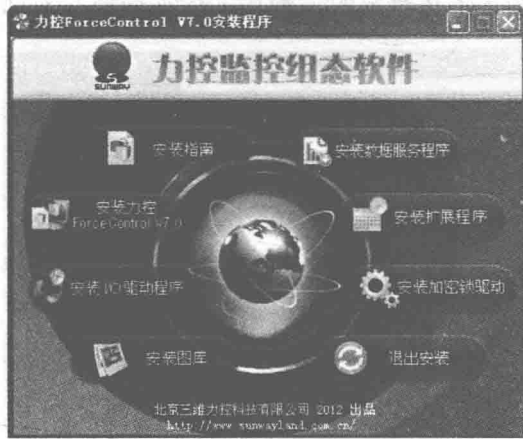 力控ForceControl V7.0安装程序
SUNWAY
力控监控组态软件
安装指南
安装数据服务程序
安装力控
ForceControl V7.0
安装扩展程序
安装I/O驱动程序
安装加密锁驱动
安装图库
退出安装
北京三维力控科技有限公司 2012 出品
http://www.sunwayland.com.cn/